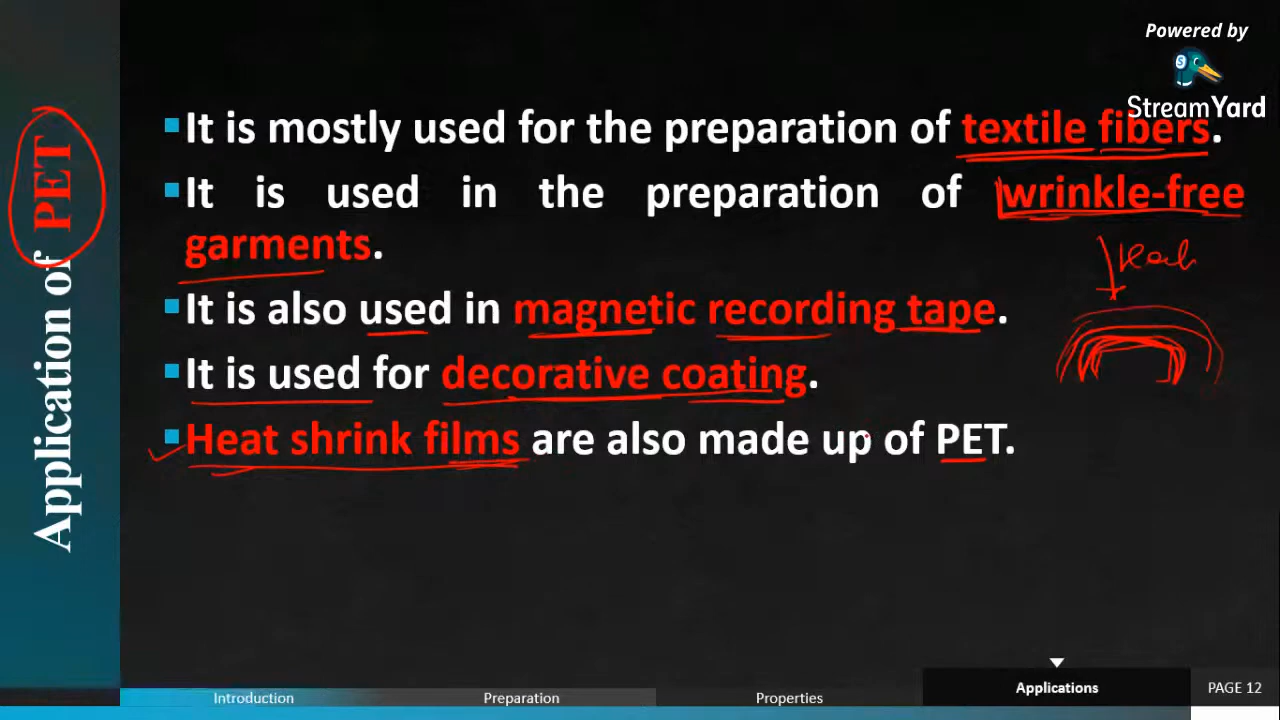 Powered by
StreamYard
Application of PET
▪It is mostly used for the preparation of textile fibers.
▪It is used in the preparation of wrinkle-free
garments.
Heat
▪It is also used in magnetic recording tape.
▪It is used for decorative coating.
▪Heat shrink films are also made up of PET.
Introduction
Preparation
Properties
Applications
PAGE 12